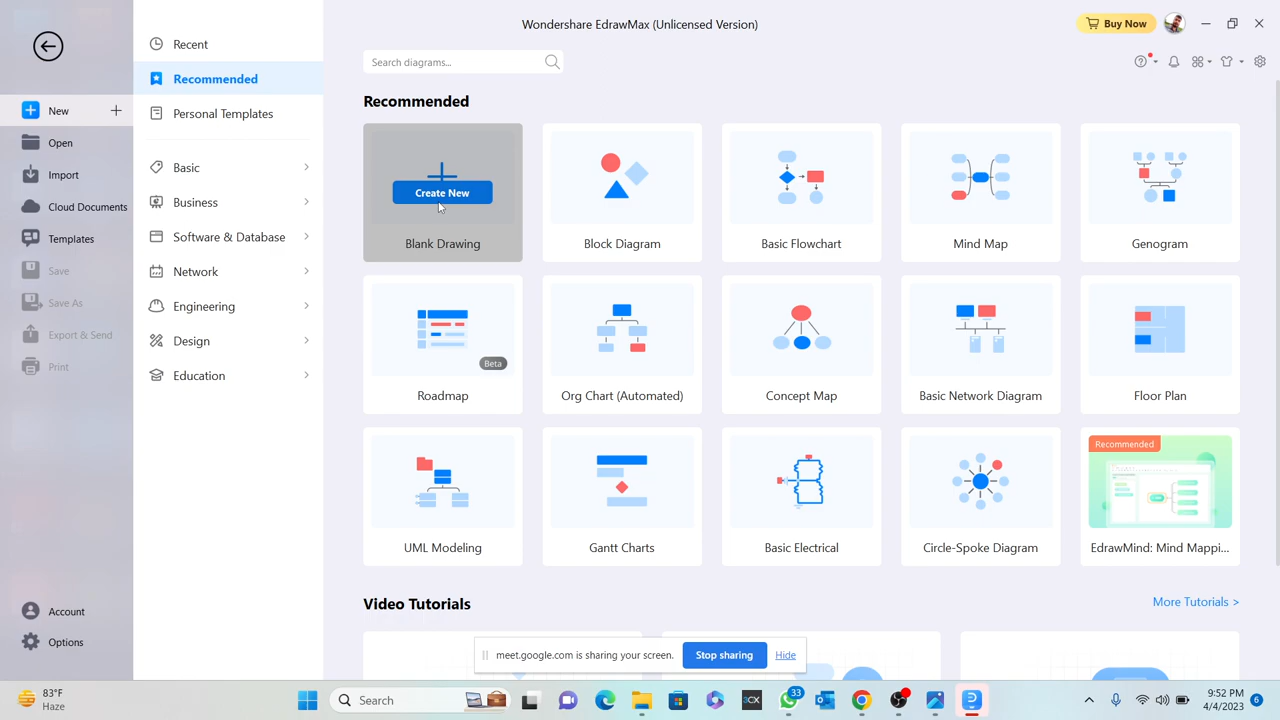 Wondershare EdrawMax (Unlicensed Version)
Buy Now
New
Open
Import
Cloud Documents
Templates
Save
Save As
Export & Send
Print
Account
Options
Recent
Recommended
Personal Templates
Basic
Business
Software & Database
Network
Engineering
Design
Education
Search diagrams...
Recommended
Create New
Blank Drawing
Block Diagram
Basic Flowchart
Mind Map
Genogram
Beta
Roadmap
Org Chart (Automated)
Concept Map
Basic Network Diagram
Floor Plan
Recommended
UML Modeling
Gantt Charts
Basic Electrical
Circle-Spoke Diagram
EdrawMind: Mind Mappi...
Video Tutorials
More Tutorials >
meet.google.com is sharing your screen.
Stop sharing
Hide
83°F
Haze
Search
3CX
33
9:52 PM
4/4/2023
6